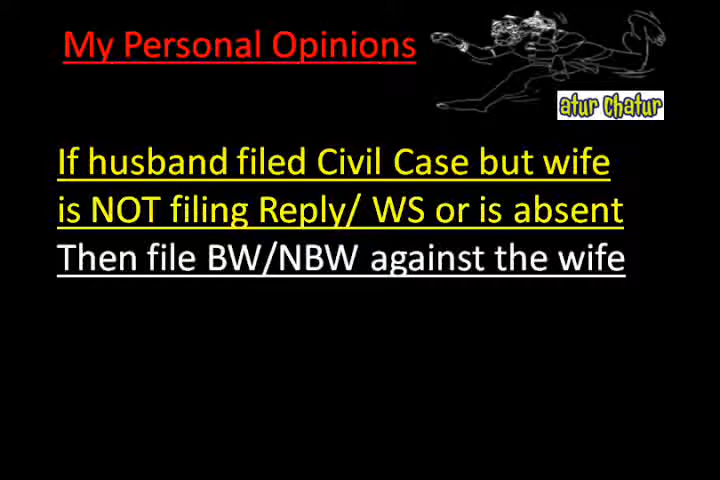 My Personal Opinions
atur chatur
If husband filed Civil Case but wife
is NOT filing Reply/ WS or is absent
Then file BW/NBW against the wife